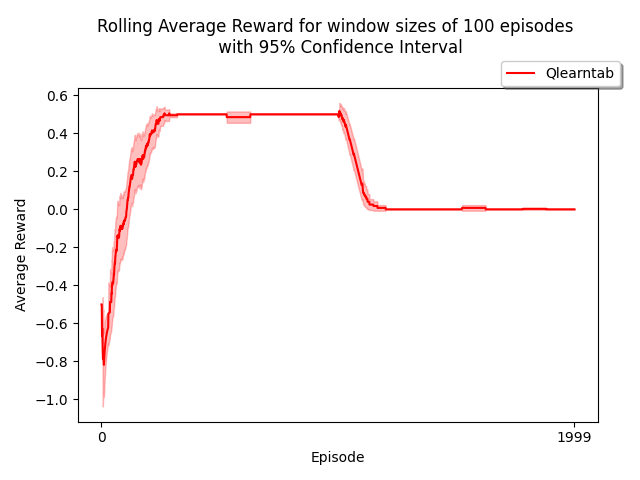 Rolling Average Reward for window sizes of 100 episodes
with 95% Confidence Interval
Qlearntab
0.6
0.4
0.2
0.0
−0.2
−0.4
−0.6
−0.8
−1.0
Average Reward
0
1999
Episode